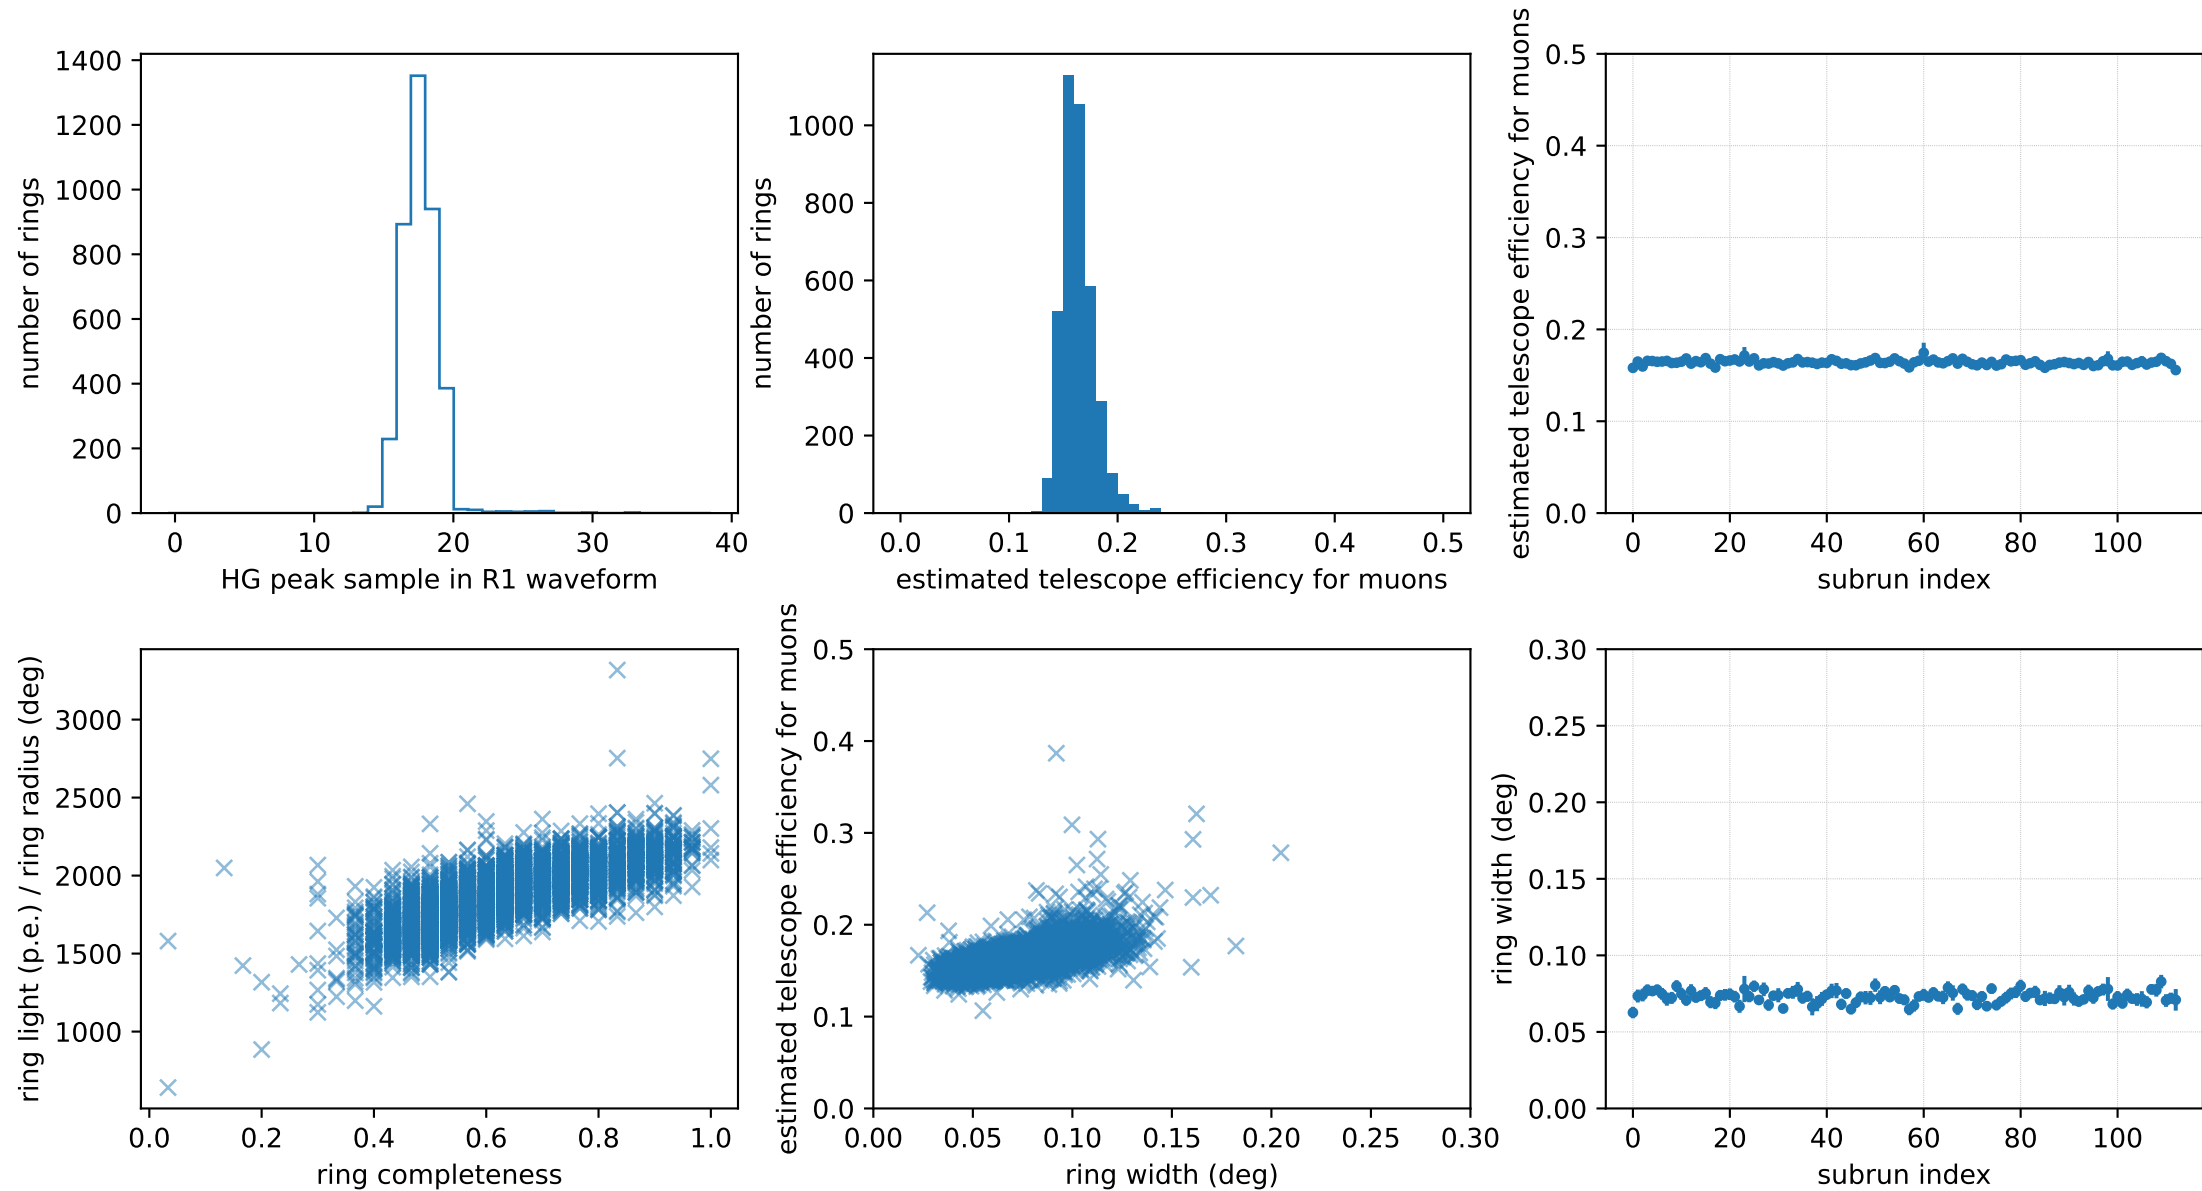 number of rings
1400
1200
1000
800
600
400
200
0
0 10 20 30 40
HG peak sample in R1 waveform
number of rings
1000
800
600
400
200
0
0.0 0.1 0.2 0.3 0.4 0.5
estimated telescope efficiency for muons
estimated telescope efficiency for muons
0.5
0.4
0.3
0.2
0.1
0.0
0 20 40 60 80 100
subrun index
ring light (p.e.) / ring radius (deg)
3000
2500
2000
1500
1000
0.0 0.2 0.4 0.6 0.8 1.0
ring completeness
estimated telescope efficiency for muons
0.5
0.4
0.3
0.2
0.1
0.0
0.00 0.05 0.10 0.15 0.20 0.25 0.30
ring width (deg)
ring width (deg)
0.30
0.25
0.20
0.15
0.10
0.05
0.00
0 20 40 60 80 100
subrun index